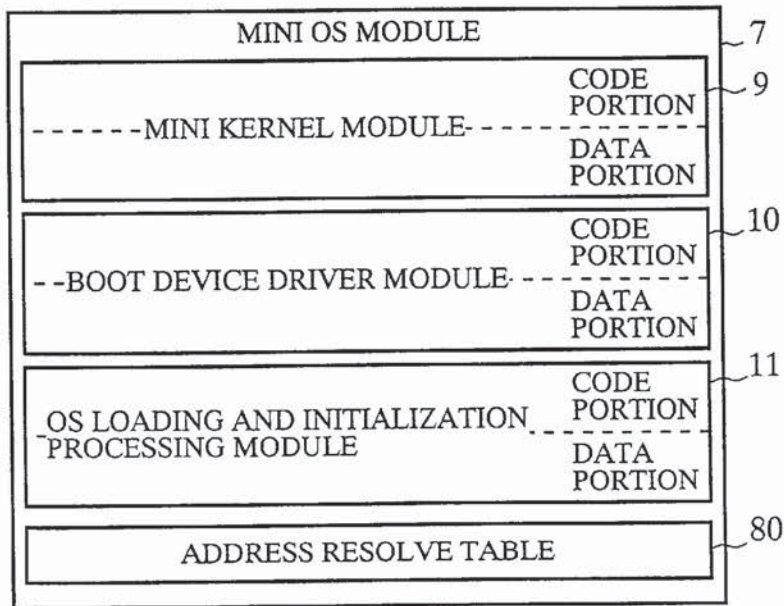 MINI OS MODULE
7
CODE
PORTION
9
MINI KERNEL MODULE
DATA
PORTION
CODE
PORTION
10
BOOT DEVICE DRIVER MODULE
DATA
PORTION
CODE
PORTION
11
OS LOADING AND INITIALIZATION
PROCESSING MODULE
DATA
PORTION
ADDRESS RESOLVE TABLE
80